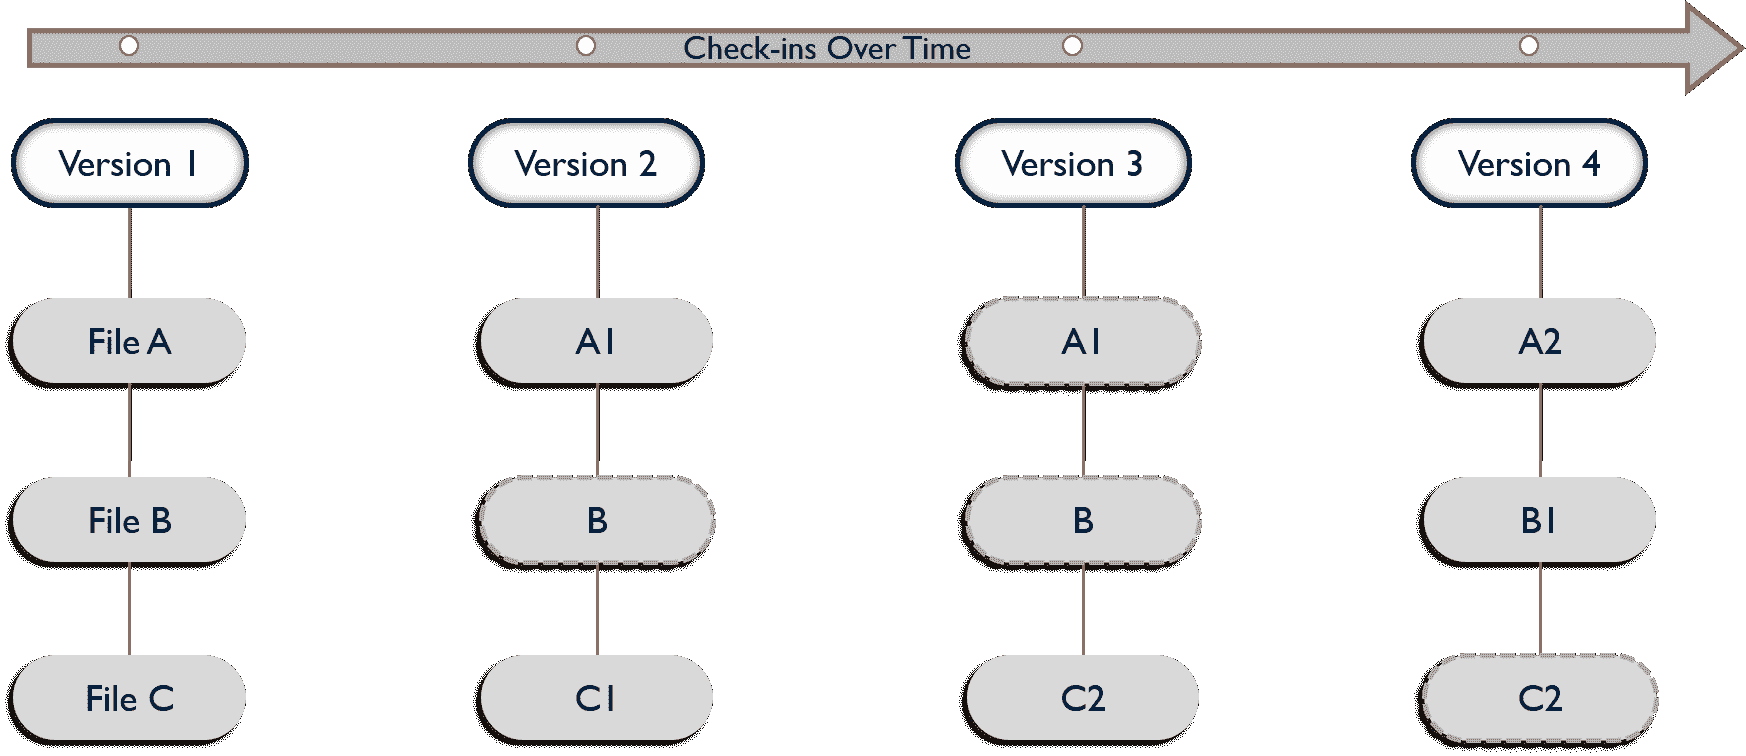 Check-ins Over Time
Version 1
Version 2
Version 3
Version 4
File A
A1
A1
A2
File B
B
B
B1
File C
C1
C2
C2